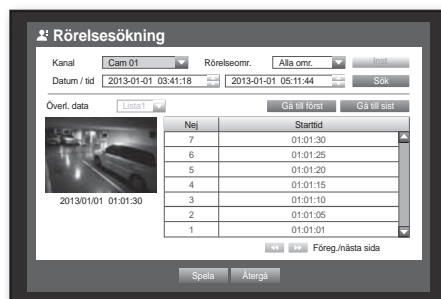 Rörelsesökning
Kanal Cam 01 Rörelseomr. Alla omr. Inst.
Datum / tid 2013-01-01 03:41:18 2013-01-01 05:11:44 Sök
Överl. data Lista1 Gå till först Gå till sist
Nej Starttid
7 01:01:30
6 01:01:25
5 01:01:20
4 01:01:15
2013/01/01 01:01:30
3 01:01:10
2 01:01:05
1 01:01:01
Föreg./nästa sida
Spela Återgå